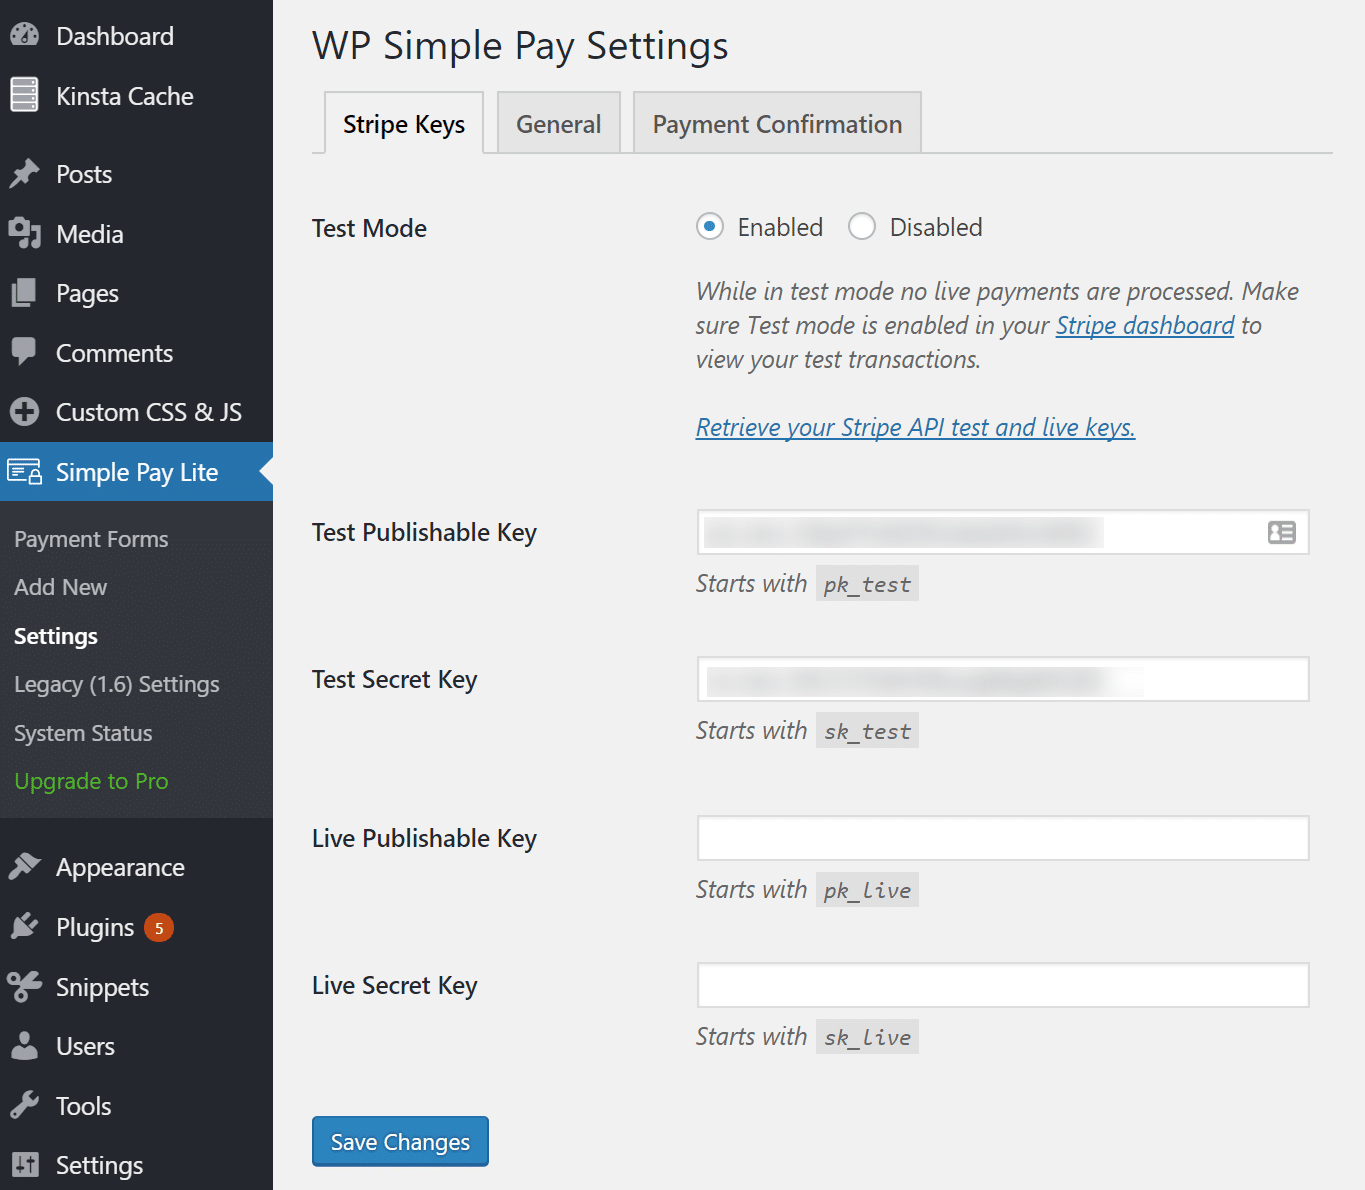 Dashboard
Kinsta Cache
Posts
Media
Pages
Comments
Custom CSS & JS
Simple Pay Lite
Payment Forms
Add New
Settings
Legacy (1.6) Settings
System Status
Upgrade to Pro
Appearance
Plugins 5
Snippets
Users
Tools
Settings
WP Simple Pay Settings
Stripe Keys General Payment Confirmation
Test Mode Enabled Disabled
While in test mode no live payments are processed. Make
sure Test mode is enabled in your Stripe dashboard to
view your test transactions.
Retrieve your Stripe API test and live keys.
Test Publishable Key
Starts with pk_test
Test Secret Key
Starts with sk_test
Live Publishable Key
Starts with pk_live
Live Secret Key
Starts with sk_live
Save Changes